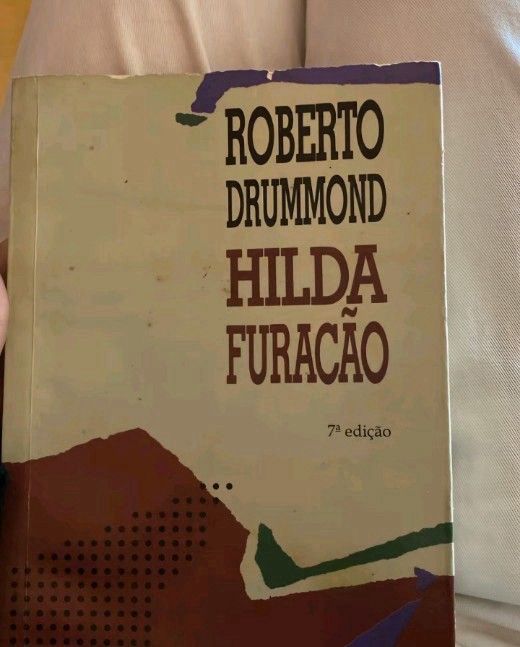 ROBERTO
DRUMMOND
HILDA
FURACÃO
7ª edição